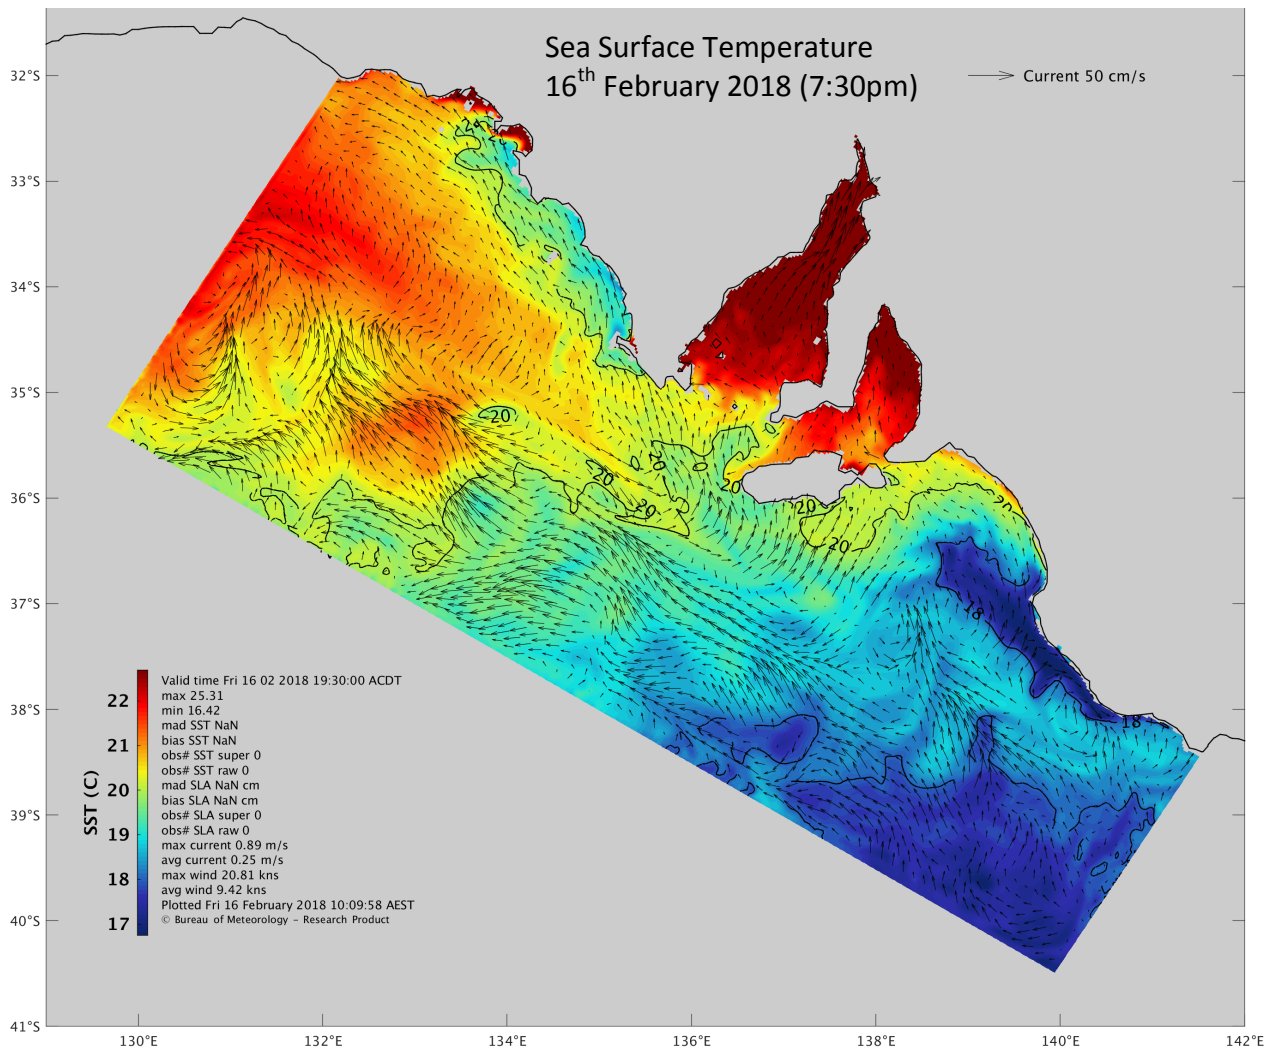 Sea Surface Temperature
16th February 2018 (7:30pm)
Current 50 cm/s
32°S
33°S
34°S
35°S
36°S
37°S
38°S
39°S
40°S
41°S
130°E
132°E
134°E
136°E
138°E
140°E
142°E
20
20
20
20
20
20
20
20
18
18
SST (C)
22
21
20
19
18
17
Valid time Fri 16 02 2018 19:30:00 ACDT
max 25.31
min 16.42
mad SST NaN
bias SST NaN
obs# SST super 0
obs# SST raw 0
mad SLA NaN cm
bias SLA NaN cm
obs# SLA super 0
obs# SLA raw 0
max current 0.89 m/s
avg current 0.25 m/s
max wind 20.81 kns
avg wind 9.42 kns
Plotted Fri 16 February 2018 10:09:58 AEST
© Bureau of Meteorology – Research Product